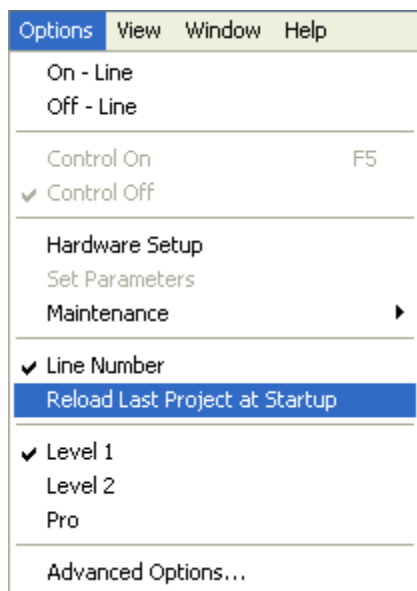 Options View Window Help
On - Line
Off - Line
Control On F5
Control Off
Hardware Setup
Set Parameters
Maintenance
Line Number
Reload Last Project at Startup
Level 1
Level 2
Pro
Advanced Options...